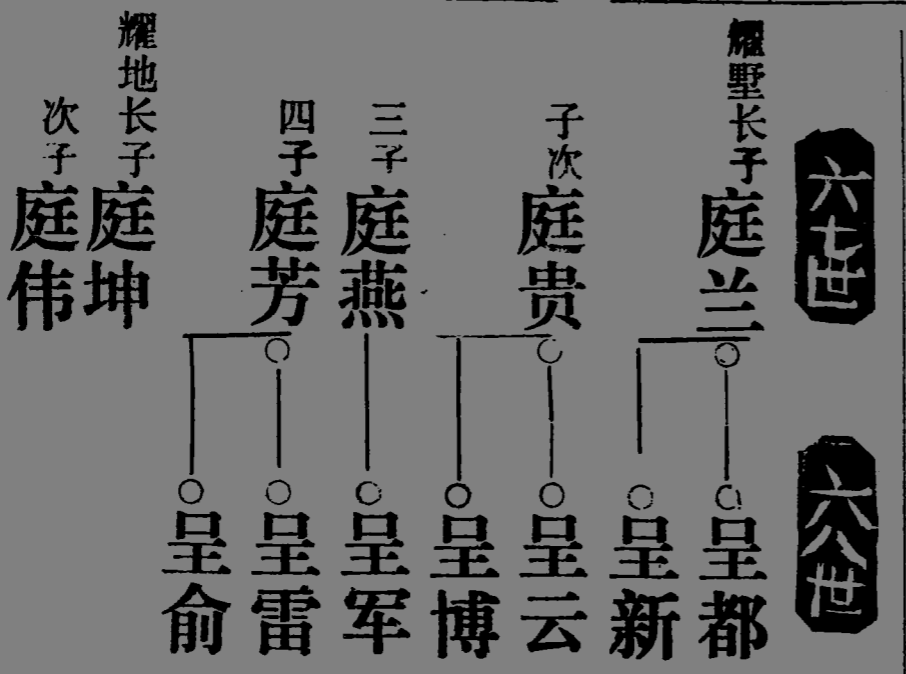 六七世
耀墅长子庭兰
子次庭贵
三子庭燕
四子庭芳
耀地长子庭坤
次子庭伟
六八世
呈都
呈新
呈云
呈博
呈军
呈雷
呈俞